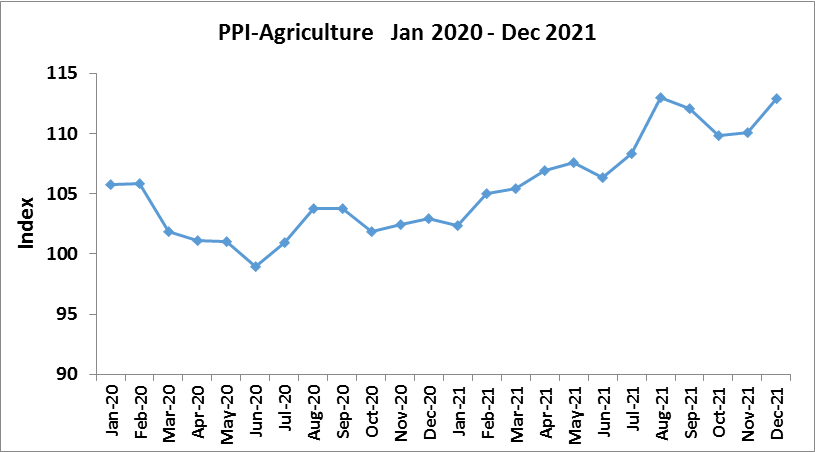 PPI-Agriculture Jan 2020 - Dec 2021
Index
115
110
105
100
95
90
Jan-20
Feb-20
Mar-20
Apr-20
May-20
Jun-20
Jul-20
Aug-20
Sep-20
Oct-20
Nov-20
Dec-20
Jan-21
Feb-21
Mar-21
Apr-21
May-21
Jun-21
Jul-21
Aug-21
Sep-21
Oct-21
Nov-21
Dec-21